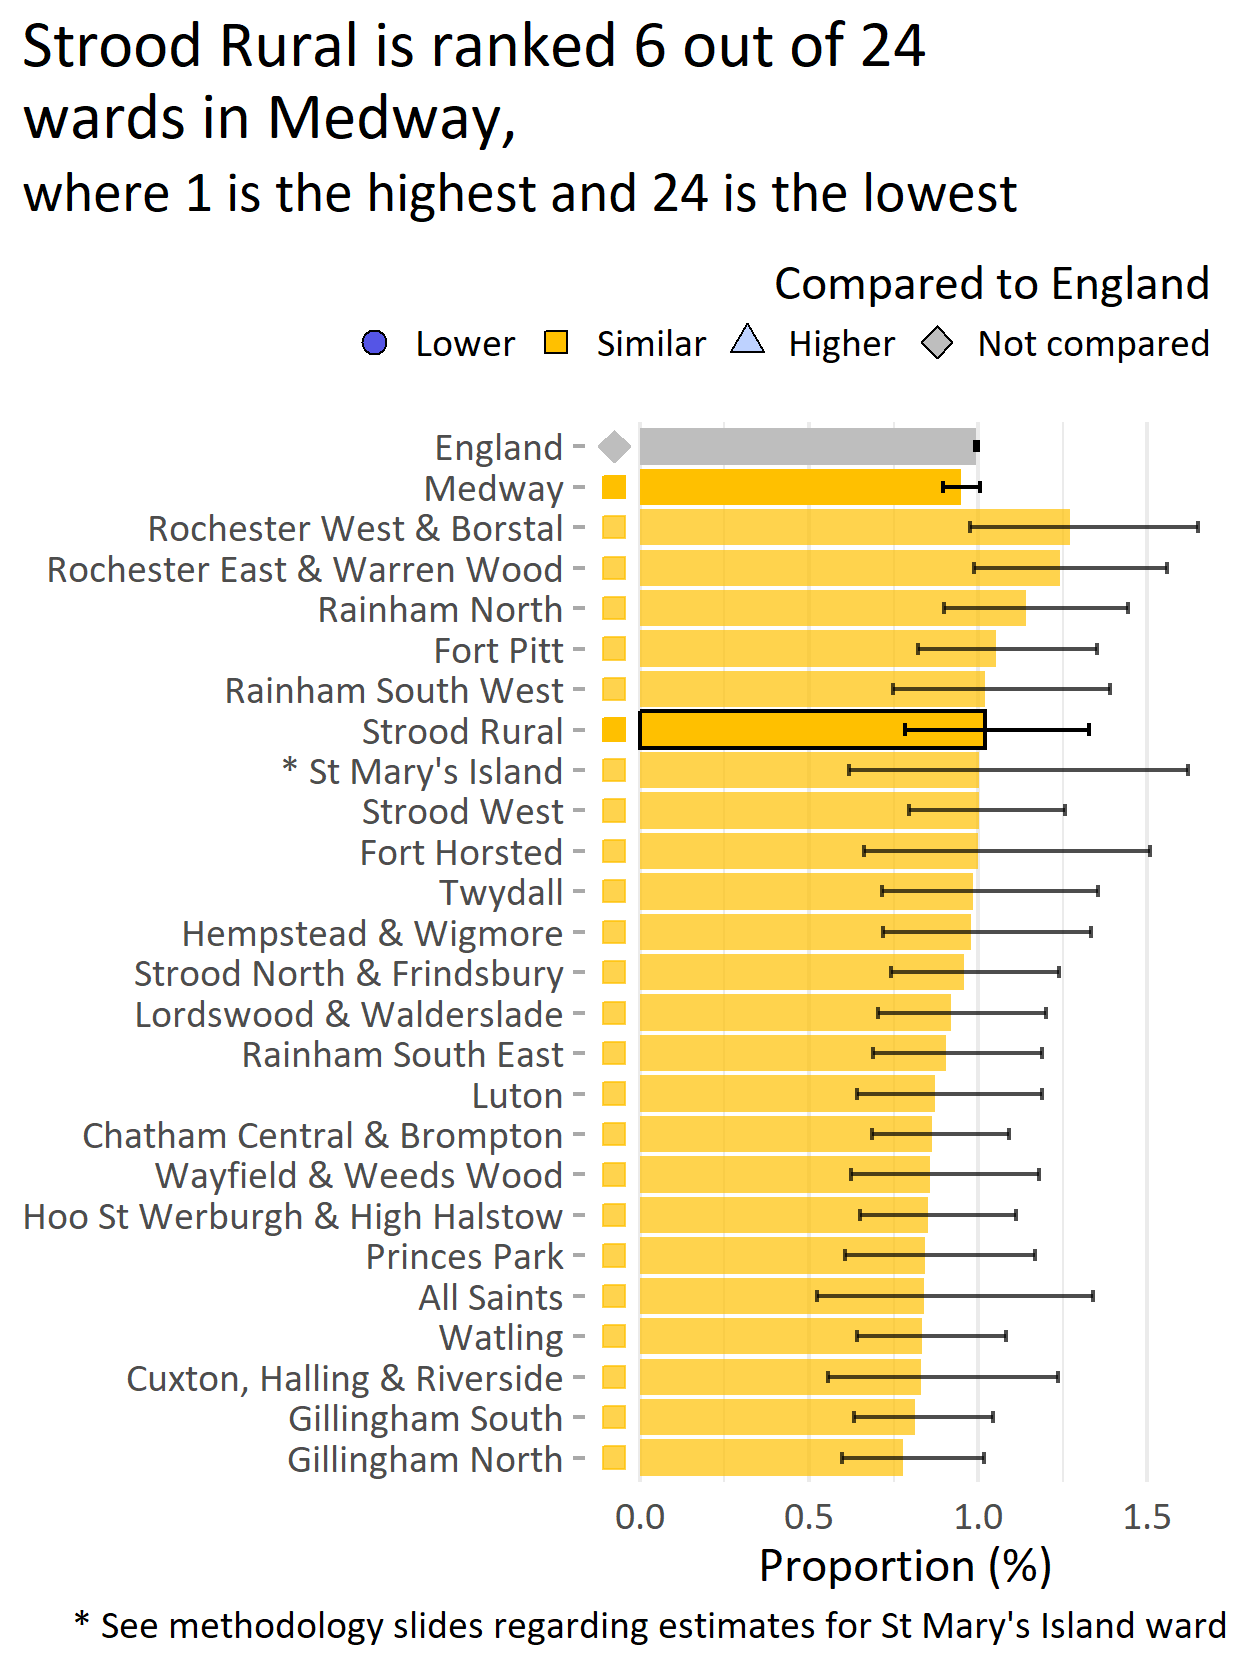 Strood Rural is ranked 6 out of 24
wards in Medway,
where 1 is the highest and 24 is the lowest
Compared to England
Lower Similar Higher Not compared
England
Medway
Rochester West & Borstal
Rochester East & Warren Wood
Rainham North
Fort Pitt
Rainham South West
Strood Rural
* St Mary's Island
Strood West
Fort Horsted
Twydall
Hempstead & Wigmore
Strood North & Frindsbury
Lordswood & Walderslade
Rainham South East
Luton
Chatham Central & Brompton
Wayfield & Weeds Wood
Hoo St Werburgh & High Halstow
Princes Park
All Saints
Watling
Cuxton, Halling & Riverside
Gillingham South
Gillingham North
0.0 0.5 1.0 1.5
Proportion (%)
* See methodology slides regarding estimates for St Mary's Island ward